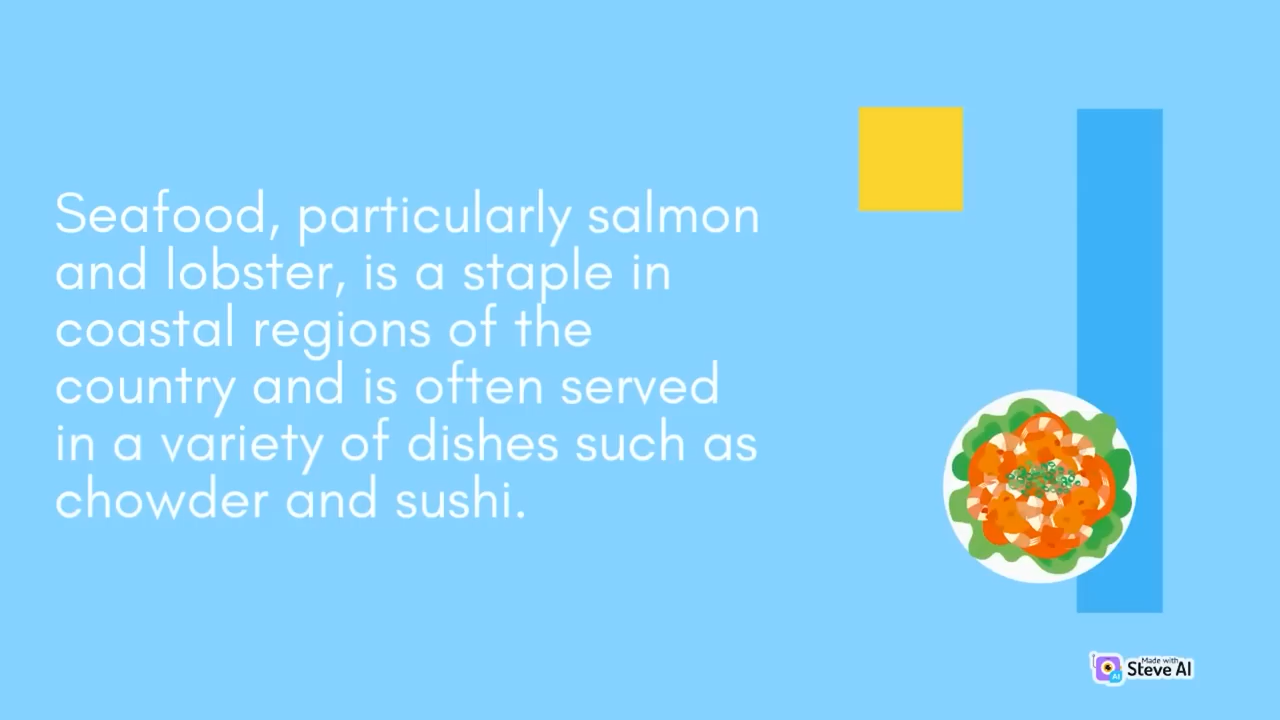 Seafood, particularly salmon
and lobster, is a staple in
coastal regions of the
country and is often served
in a variety of dishes such as
chowder and sushi.
Made with
Steve AI
AI